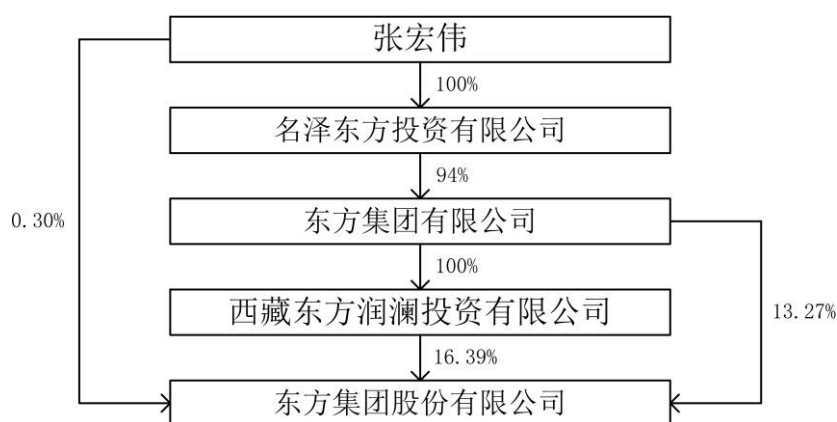 张宏伟
100%
名泽东方投资有限公司
94%
0.30%
东方集团有限公司
100%
西藏东方润澜投资有限公司
13.27%
16.39%
东方集团股份有限公司